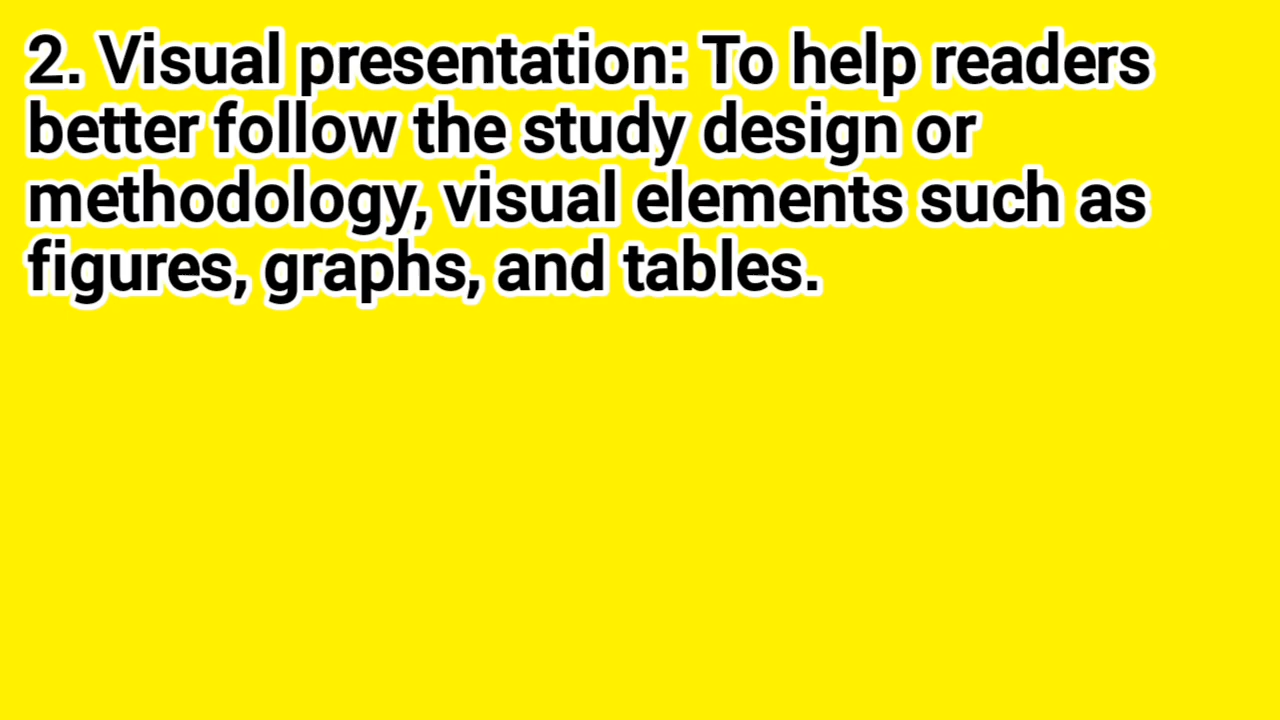 2. Visual presentation: To help readers
better follow the study design or
methodology, visual elements such as
figures, graphs, and tables.